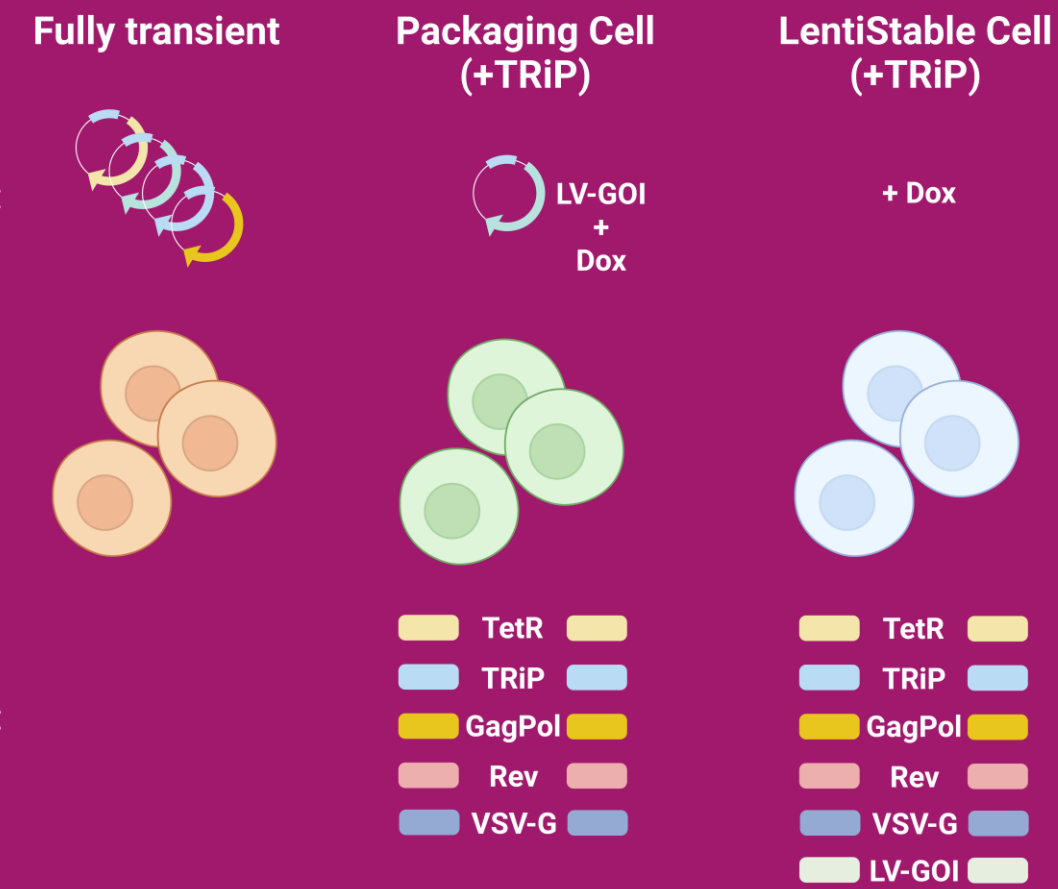 Fully transient
Packaging Cell
(+TRiP)
LentiStable Cell
(+TRiP)
LV-GOI
+
Dox
+ Dox
TetR
TRiP
GagPol
Rev
VSV-G
TetR
TRiP
GagPol
Rev
VSV-G
LV-GOI